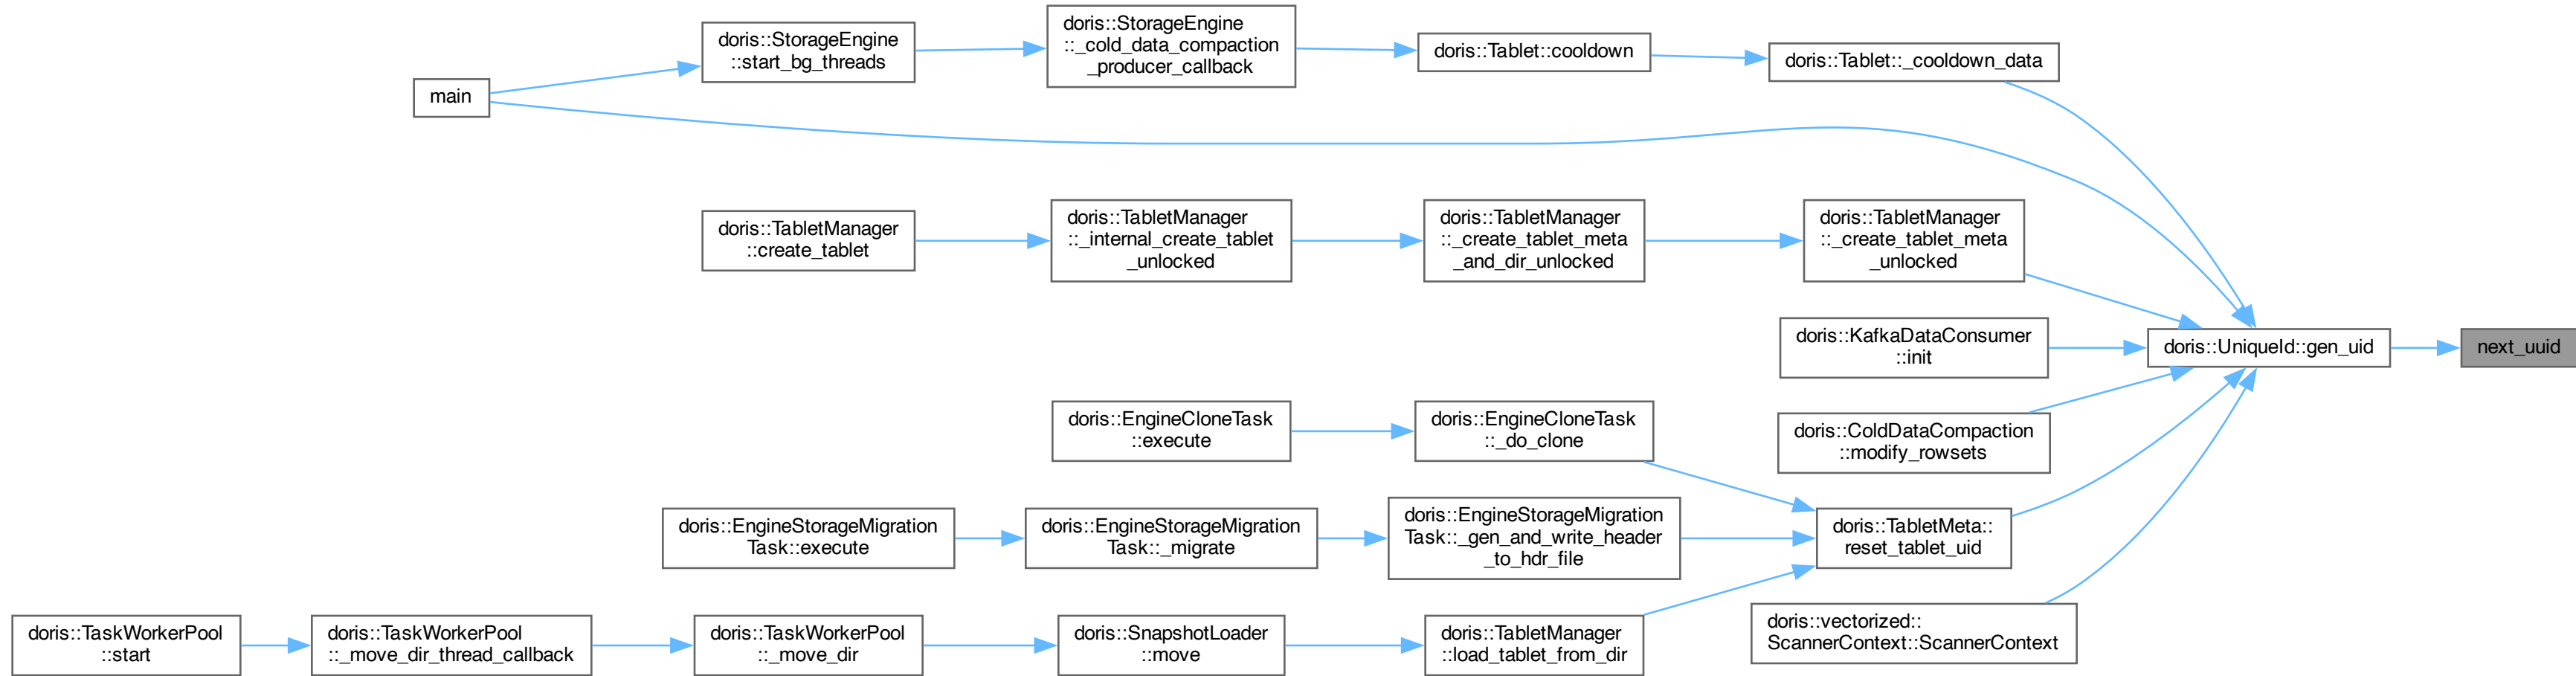 doris::StorageEngine
::_cold_data_compaction
_producer_callback
doris::StorageEngine
::start_bg_threads
doris::Tablet::cooldown
doris::Tablet::_cooldown_data
main
doris::TabletManager
::create_tablet
doris::TabletManager
::_internal_create_tablet
_unlocked
doris::TabletManager
::_create_tablet_meta
_and_dir_unlocked
doris::TabletManager
::_create_tablet_meta
_unlocked
doris::KafkaDataConsumer
::init
doris::UniqueId::gen_uid
next_uuid
doris::EngineCloneTask
::execute
doris::EngineCloneTask
::_do_clone
doris::ColdDataCompaction
::modify_rowsets
doris::EngineStorageMigration
Task::execute
doris::EngineStorageMigration
Task::_migrate
doris::EngineStorageMigration
Task::_gen_and_write_header
_to_hdr_file
doris::TabletMeta::
reset_tablet_uid
doris::TaskWorkerPool
::start
doris::TaskWorkerPool
::_move_dir_thread_callback
doris::TaskWorkerPool
::_move_dir
doris::SnapshotLoader
::move
doris::TabletManager
::load_tablet_from_dir
doris::vectorized::
ScannerContext::ScannerContext